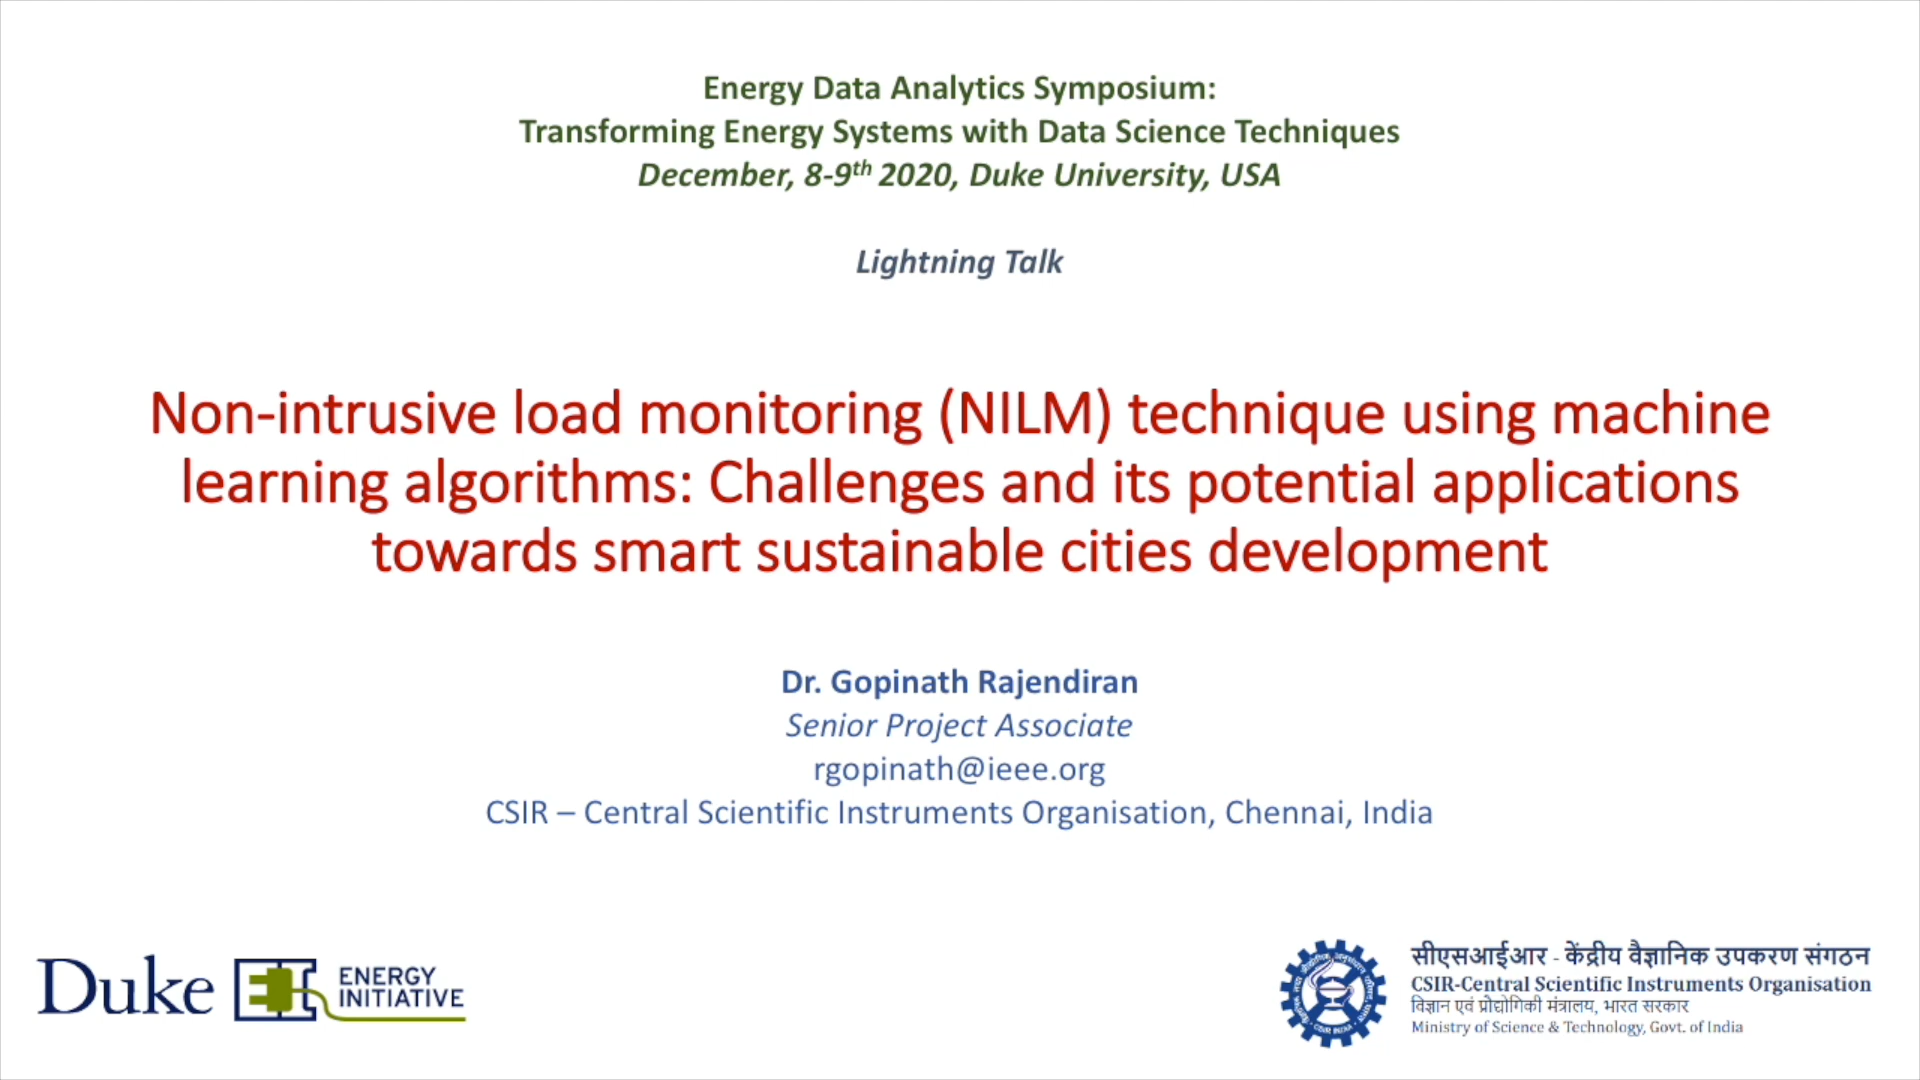 Energy Data Analytics Symposium:
Transforming Energy Systems with Data Science Techniques
December, 8-9th 2020, Duke University, USA
Lightning Talk
Non-intrusive load monitoring (NILM) technique using machine
learning algorithms: Challenges and its potential applications
towards smart sustainable cities development
Dr. Gopinath Rajendiran
Senior Project Associate
rgopinath@ieee.org
CSIR – Central Scientific Instruments Organisation, Chennai, India
Duke
ENERGY
INITIATIVE
सीएसआईआर - केंद्रीय वैज्ञानिक उपकरण संगठन
CSIR-Central Scientific Instruments Organisation
विज्ञान एवं प्रौद्योगिकी मंत्रालय, भारत सरकार
Ministry of Science & Technology, Govt. of India
CSIR INDIA